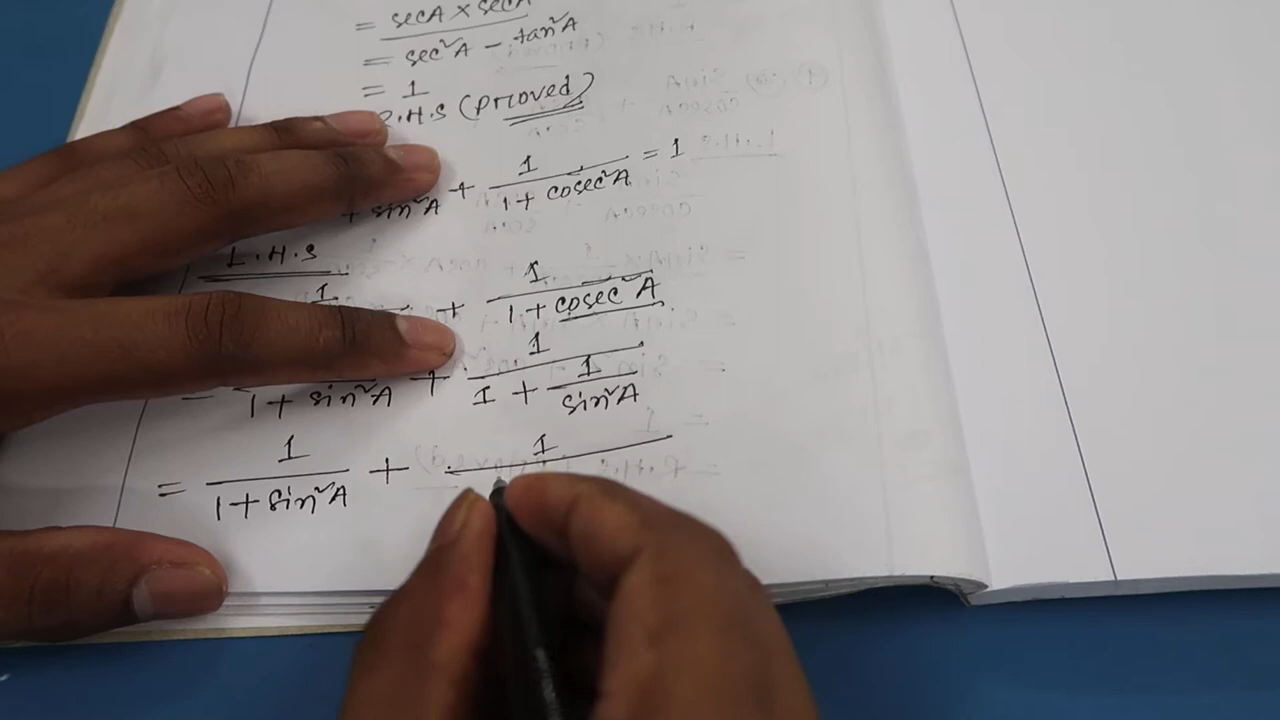 = secA × secA
= sec²A - tan²A
= 1
R.H.S (proved)
+ sin²A + 1/(1 + cosec²A) = 1
L.H.S
1 + 1/(1 + cosec²A)
= 1 + sin²A + 1/(1 + 1/sin²A)
= 1/(1 + sin²A) + 1